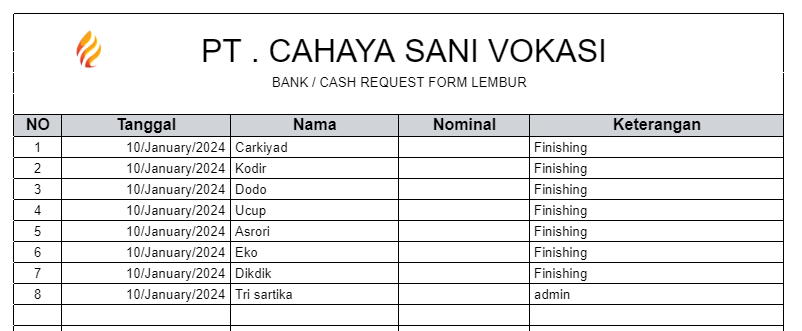 PT . CAHAYA SANI VOKASI
BANK / CASH REQUEST FORM LEMBUR
NO Tanggal Nama Nominal Keterangan
1 10/January/2024 Carkiyad Finishing
2 10/January/2024 Kodir Finishing
3 10/January/2024 Dodo Finishing
4 10/January/2024 Ucup Finishing
5 10/January/2024 Asrori Finishing
6 10/January/2024 Eko Finishing
7 10/January/2024 Dikdik Finishing
8 10/January/2024 Tri sartika admin